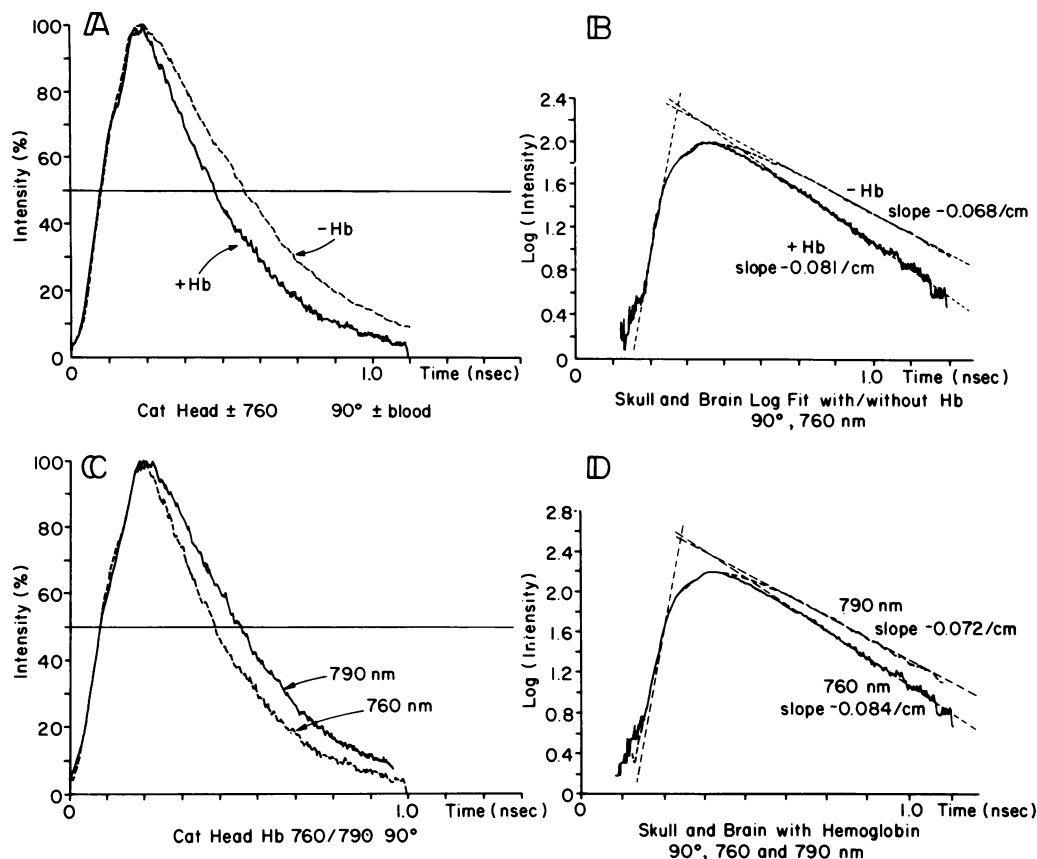 A
Intensity (%)
100
80
60
40
20
0
-Hb
+Hb
0
1.0
Time (nsec)
Cat Head ± 760 90° ± blood
B
Log (Intensity)
2.4
2.0
1.6
1.2
0.8
0.4
0
-Hb
slope -0.068/cm
+Hb
slope -0.081/cm
0
1.0
Time (nsec)
Skull and Brain Log Fit with/without Hb
90°, 760 nm
C
Intensity (%)
100
80
60
40
20
0
790 nm
760 nm
0
1.0
Time (nsec)
Cat Head Hb 760/790 90°
D
Log (Intensity)
2.8
2.4
2.0
1.6
1.2
0.8
0.4
0
790 nm
slope -0.072/cm
760 nm
slope -0.084/cm
0
1.0
Time (nsec)
Skull and Brain with Hemoglobin
90°, 760 and 790 nm